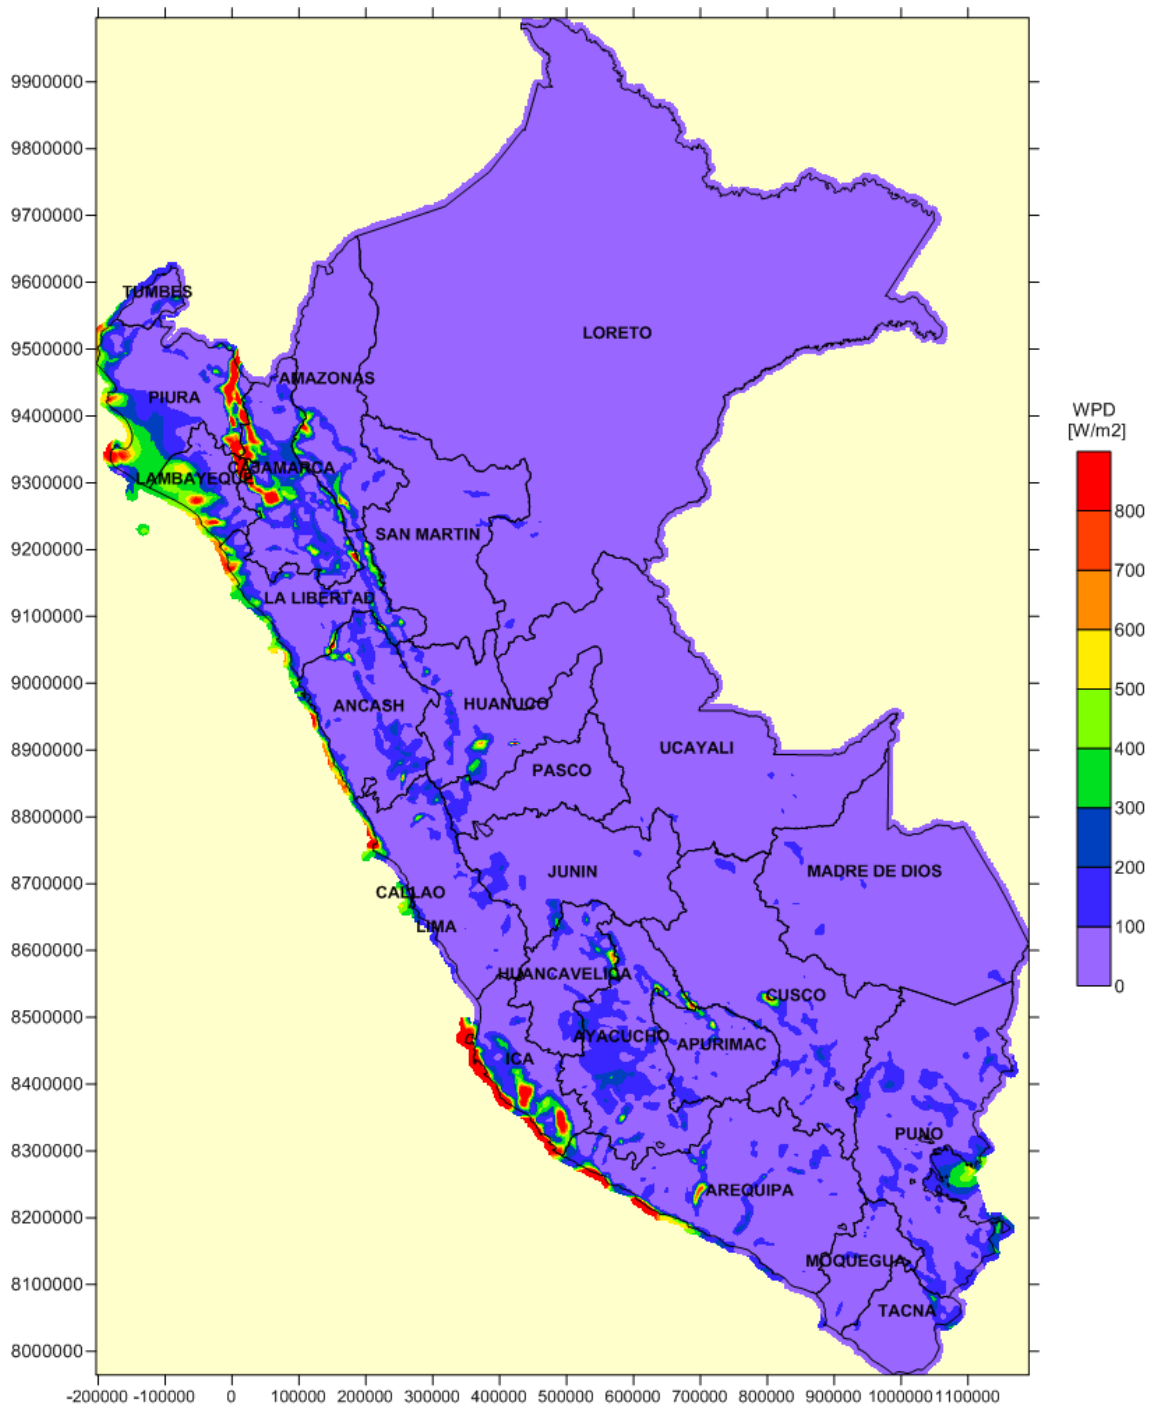 9900000
9800000
9700000
9600000
9500000
9400000
9300000
9200000
9100000
9000000
8900000
8800000
8700000
8600000
8500000
8400000
8300000
8200000
8100000
8000000
TUMBES
LORETO
AMAZONAS
PIURA
CAJAMARCA
LAMBAYEQUE
SAN MARTIN
LA LIBERTAD
ANCASH
HUANUCO
UCAYALI
PASCO
JUNIN
MADRE DE DIOS
CALLAO
LIMA
HUANCAVELICA
CUSCO
AYACUCHO
APURIMAC
ICA
PUNO
AREQUIPA
MOQUEGUA
TACNA
WPD
[W/m2]
800
700
600
500
400
300
200
100
0
-200000 -100000 0 100000 200000 300000 400000 500000 600000 700000 800000 900000 1000000 1100000